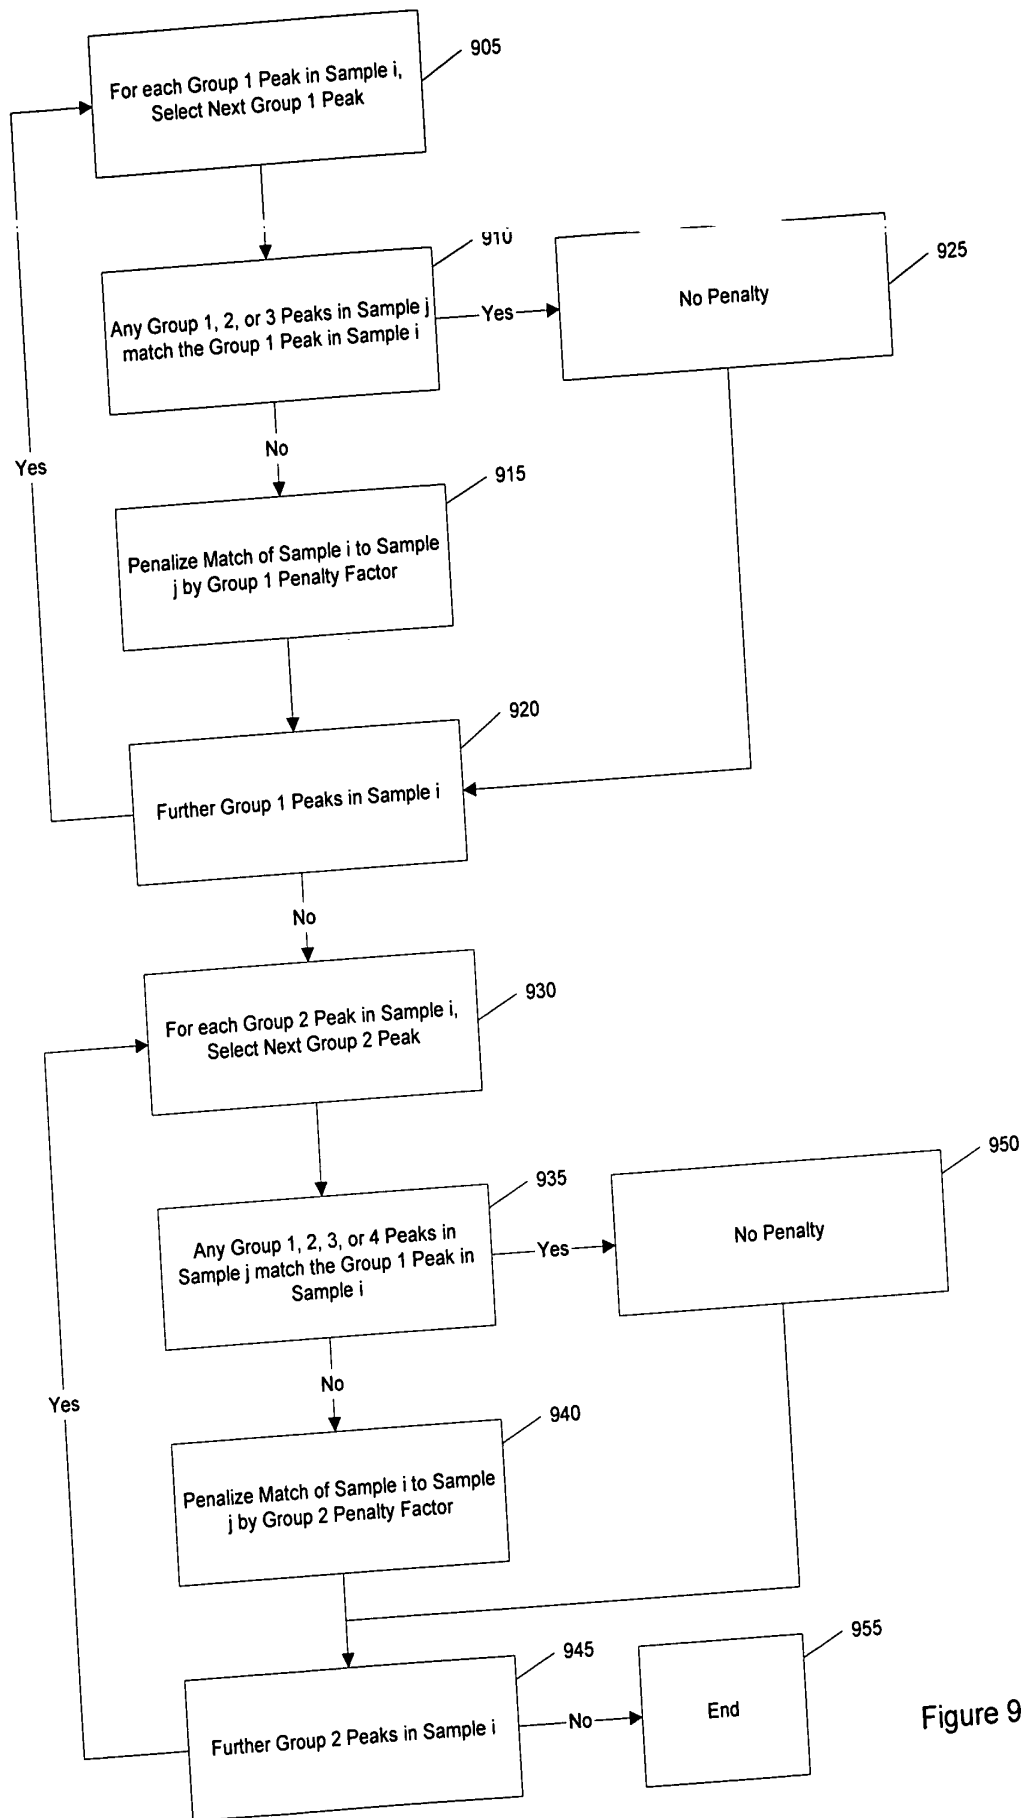 For each Group 1 Peak in Sample i,
Select Next Group 1 Peak
905
Any Group 1, 2, or 3 Peaks in Sample j
match the Group 1 Peak in Sample i
910
Yes
No Penalty
925
No
Yes
Penalize Match of Sample i to Sample
j by Group 1 Penalty Factor
915
Further Group 1 Peaks in Sample i
920
No
For each Group 2 Peak in Sample i,
Select Next Group 2 Peak
930
Any Group 1, 2, 3, or 4 Peaks in
Sample j match the Group 1 Peak in
Sample i
935
Yes
No Penalty
950
No
Yes
Penalize Match of Sample i to Sample
j by Group 2 Penalty Factor
940
Further Group 2 Peaks in Sample i
945
No
End
955
Figure 9